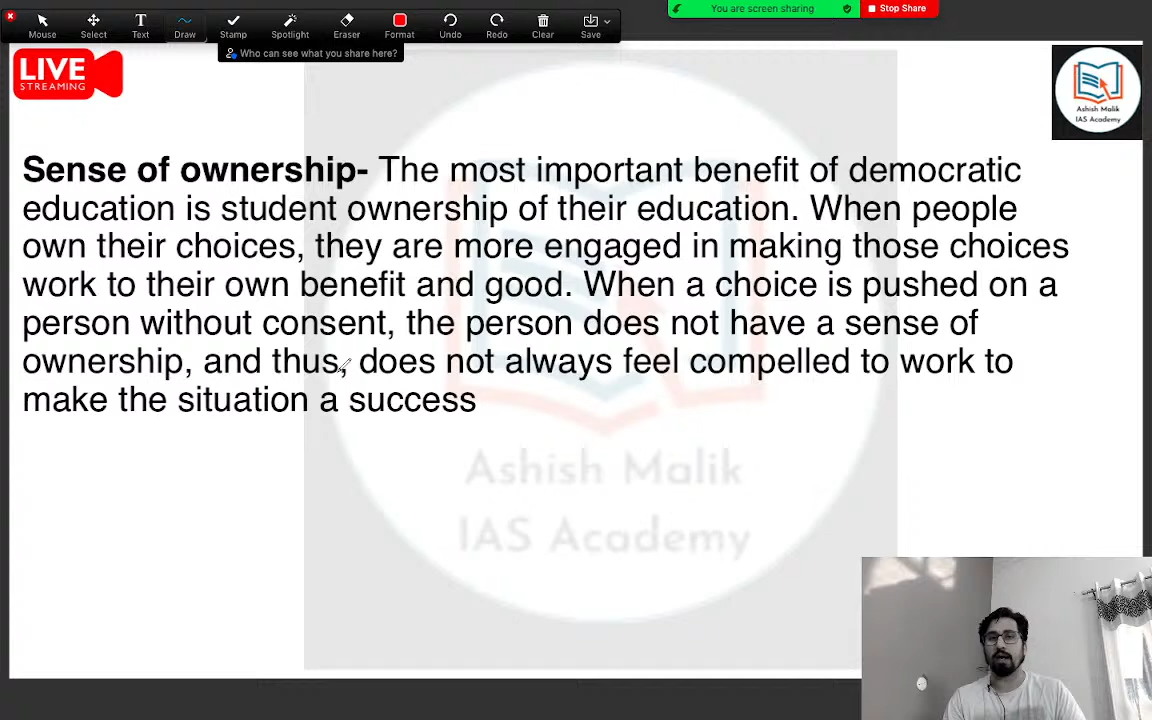 You are screen sharing
Stop Share
Mouse
Select
Text
Draw
Stamp
Spotlight
Eraser
Format
Undo
Redo
Clear
Save
Who can see what you share here?
LIVE
STREAMING
Ashish Malik
IAS Academy
Sense of ownership- The most important benefit of democratic
education is student ownership of their education. When people
own their choices, they are more engaged in making those choices
work to their own benefit and good. When a choice is pushed on a
person without consent, the person does not have a sense of
ownership, and thus, does not always feel compelled to work to
make the situation a success
Ashish Malik
IAS Academy